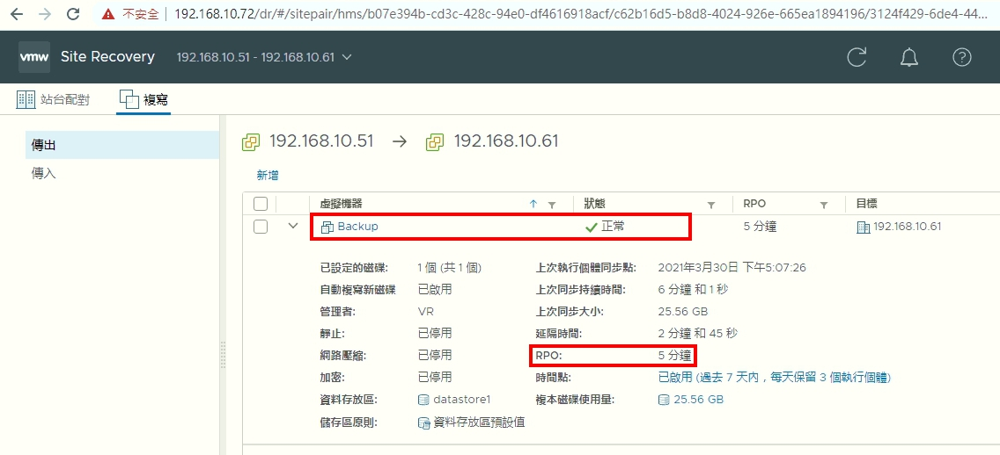 不安全 192.168.10.72/dr/#/sitepair/hms/b07e394b-cd3c-428c-94e0-df4616918acf/c62b16d5-b8d8-4024-926e-665ea1894196/3124f429-6de4-44...
vmw Site Recovery 192.168.10.51 - 192.168.10.61
站台配對 複寫
傳出
傳入
192.168.10.51 → 192.168.10.61
新增
虛擬機器 狀態 RPO 目標
Backup 正常 5 分鐘 192.168.10.61
已設定的磁碟: 1 個 (共 1 個) 上次執行個體同步點: 2021年3月30日 下午5:07:26
自動複寫新磁碟 已啟用 上次同步持續時間: 6 分鐘 和 1 秒
管理者: VR 上次同步大小: 25.56 GB
靜止: 已停用 延隔時間: 2 分鐘 和 45 秒
網路壓縮: 已停用 RPO: 5 分鐘
加密: 已停用 時間點: 已啟用 (過去 7 天內，每天保留 3 個執行個體)
資料存放區: datastore1 複本磁碟使用量: 25.56 GB
儲存區原則: 資料存放區預設值